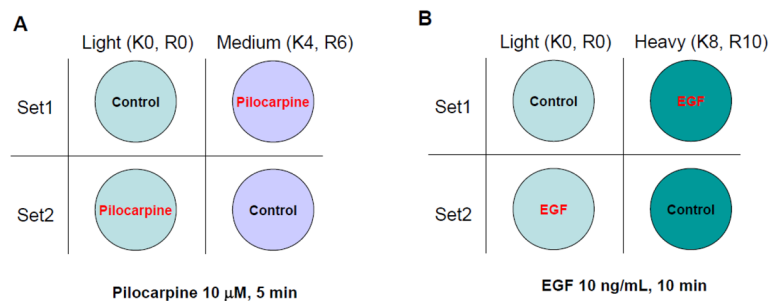 A
Light (K0, R0) Medium (K4, R6)
Set1 Control Pilocarpine
Set2 Pilocarpine Control
Pilocarpine 10 µM, 5 min
B
Light (K0, R0) Heavy (K8, R10)
Set1 Control EGF
Set2 EGF Control
EGF 10 ng/mL, 10 min